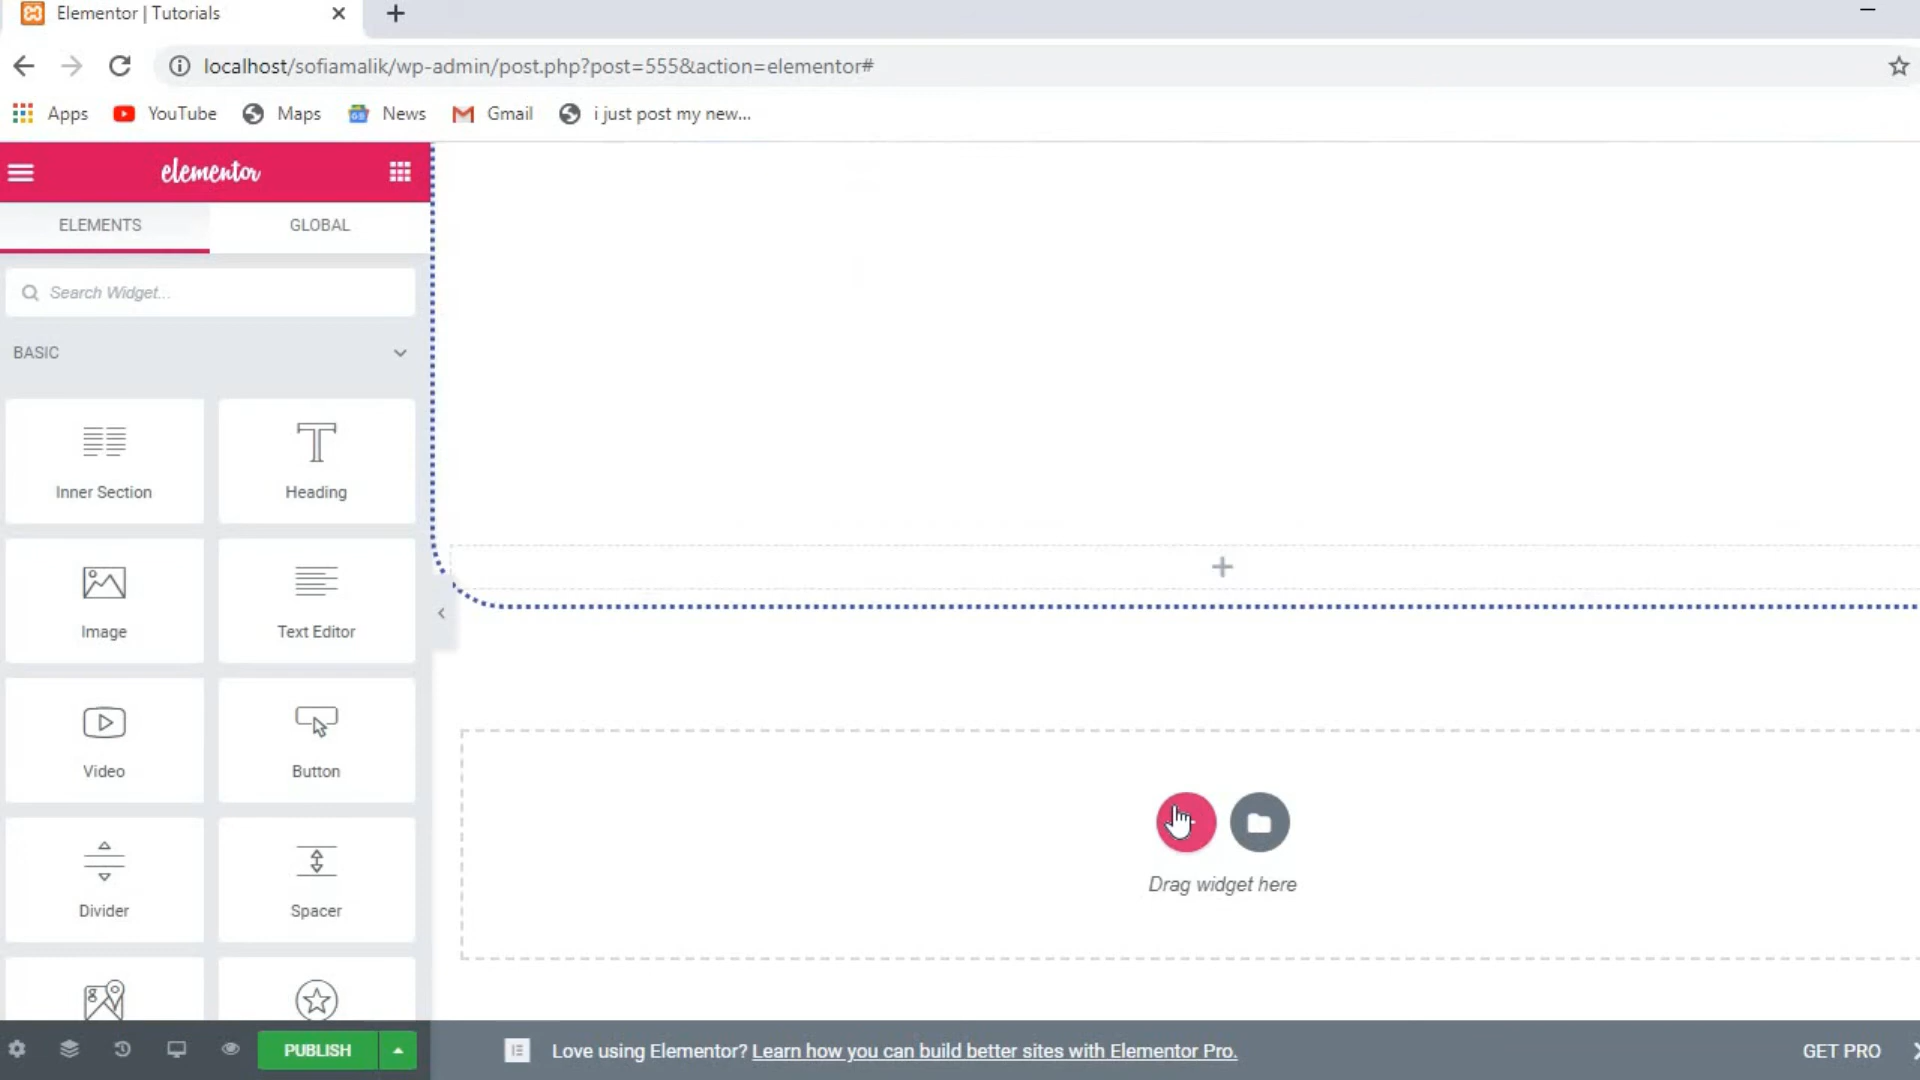 Elementor | Tutorials
localhost/sofiamalik/wp-admin/post.php?post=555&action=elementor#
Apps YouTube Maps News Gmail i just post my new...
elementor
ELEMENTS GLOBAL
Search Widget...
BASIC
Inner Section Heading
Image Text Editor
Video Button
Divider Spacer
Drag widget here
PUBLISH
Love using Elementor? Learn how you can build better sites with Elementor Pro.
GET PRO